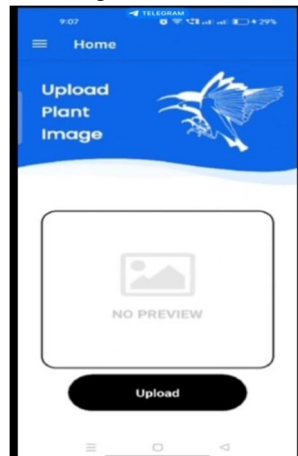 TELEGRAM
9:07
29%
Home
Upload
Plant
Image
NO PREVIEW
Upload